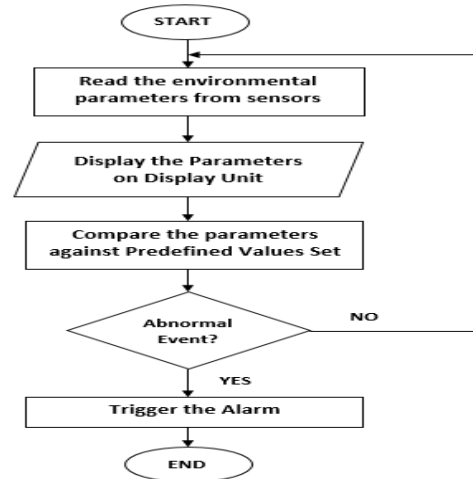 START
Read the environmental
parameters from sensors
Display the Parameters
on Display Unit
Compare the parameters
against Predefined Values Set
Abnormal
Event?
NO
YES
Trigger the Alarm
END